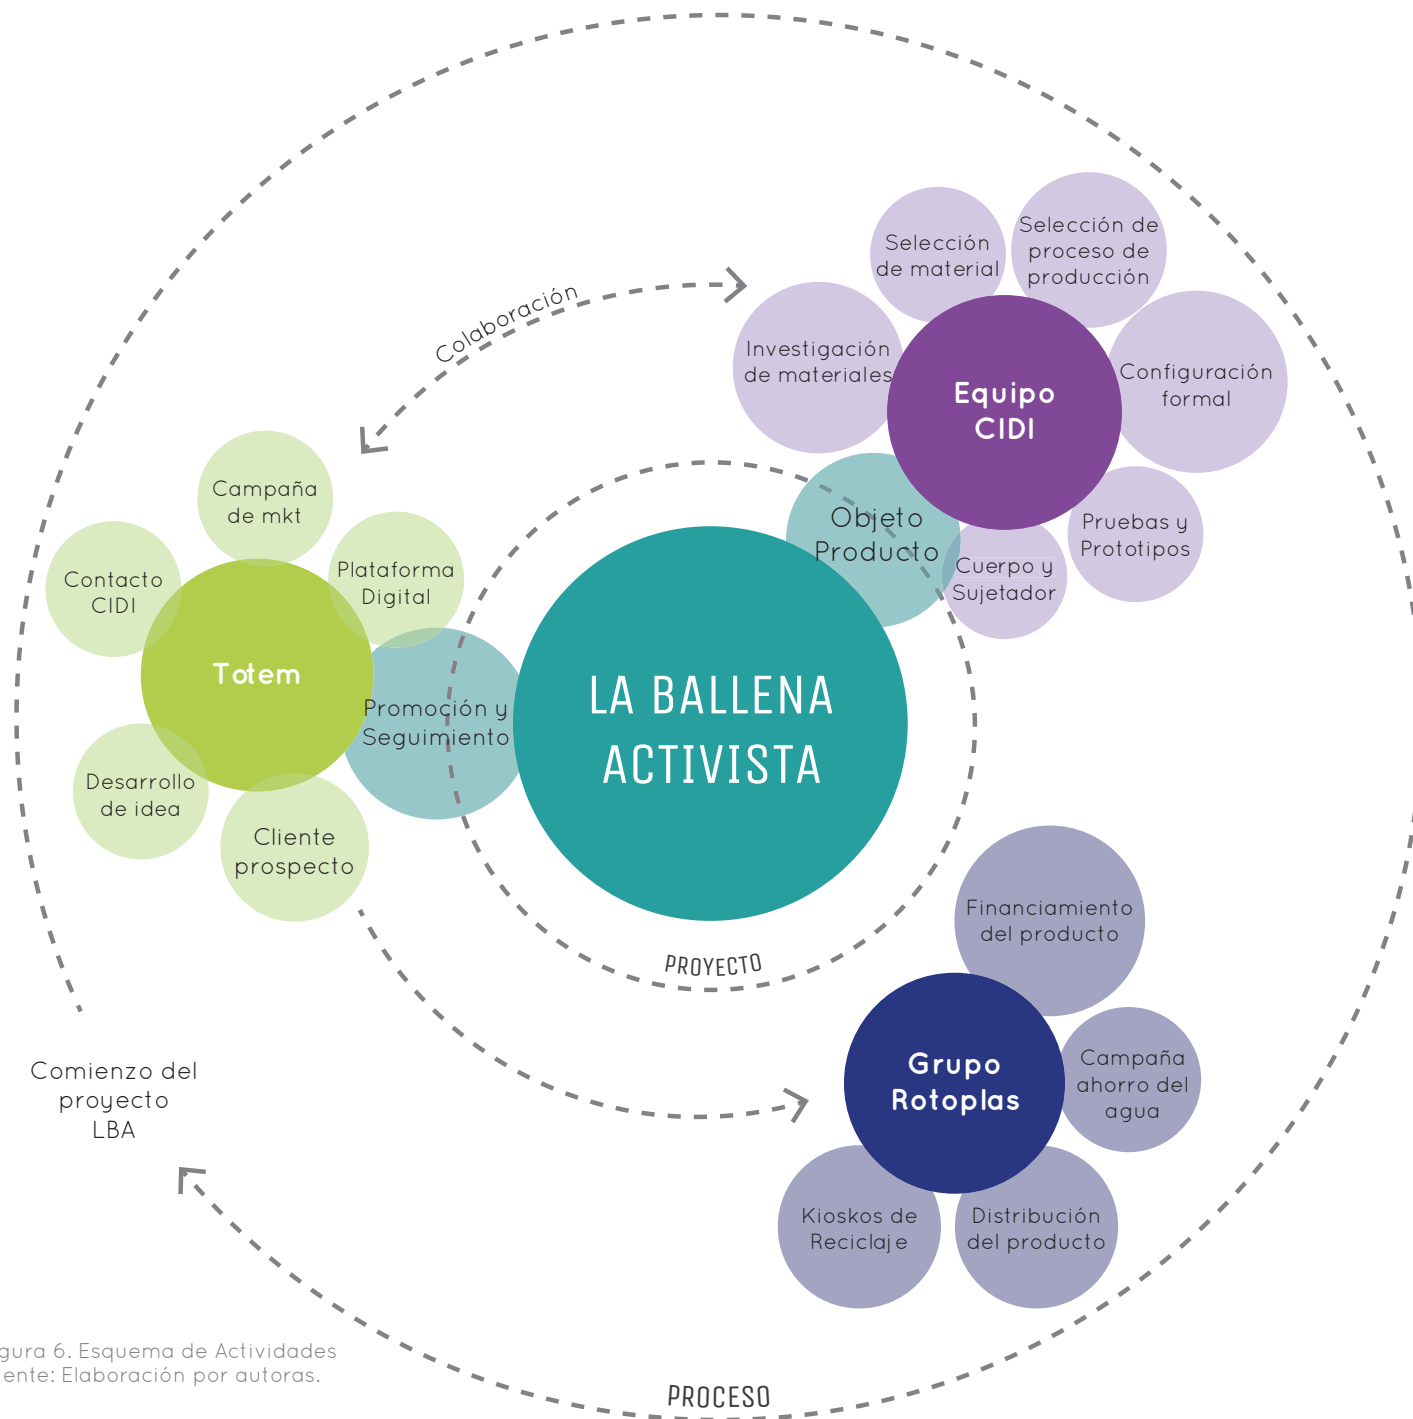 Colaboración
Selección
de material
Selección de
proceso de
producción
Investigación
de materiales
Equipo
CIDI
Configuración
formal
Objeto
Producto
Pruebas y
Prototipos
Cuerpo y
Sujetador
Campaña
de mkt
Contacto
CIDI
Plataforma
Digital
Totem
Promoción y
Seguimiento
Desarrollo
de idea
Cliente
prospecto
LA BALLENA
ACTIVISTA
PROYECTO
Financiamiento
del producto
Grupo
Rotoplas
Campaña
ahorro del
agua
Kioskos de
Reciclaje
Distribución
del producto
Comienzo del
proyecto
LBA
gura 6. Esquema de Actividades
ente: Elaboración por autoras.
PROCESO